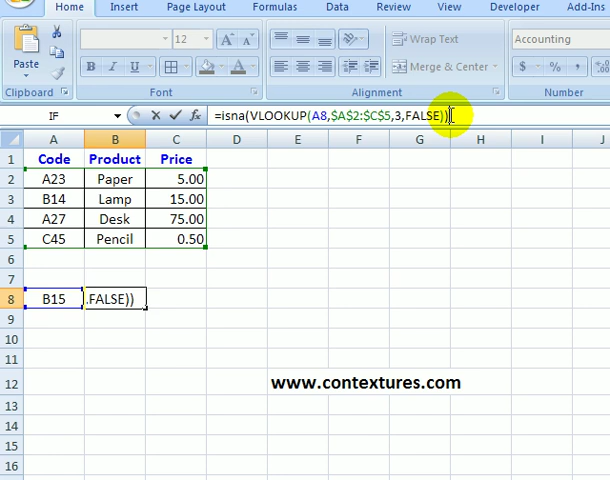 Home Insert Page Layout Formulas Data Review View Developer Add-Ins
12 A A Wrap Text Accounting
Paste B I U A Merge & Center $ % ,
Clipboard Font Alignment Number
IF =isna(VLOOKUP(A8,$A$2:$C$5,3,FALSE))
A B C D E F G H I J
1 Code Product Price
2 A23 Paper 5.00
3 B14 Lamp 15.00
4 A27 Desk 75.00
5 C45 Pencil 0.50
6
7
8 B15 ,FALSE))
9
10
11
12 www.contextures.com
13
14
15
16